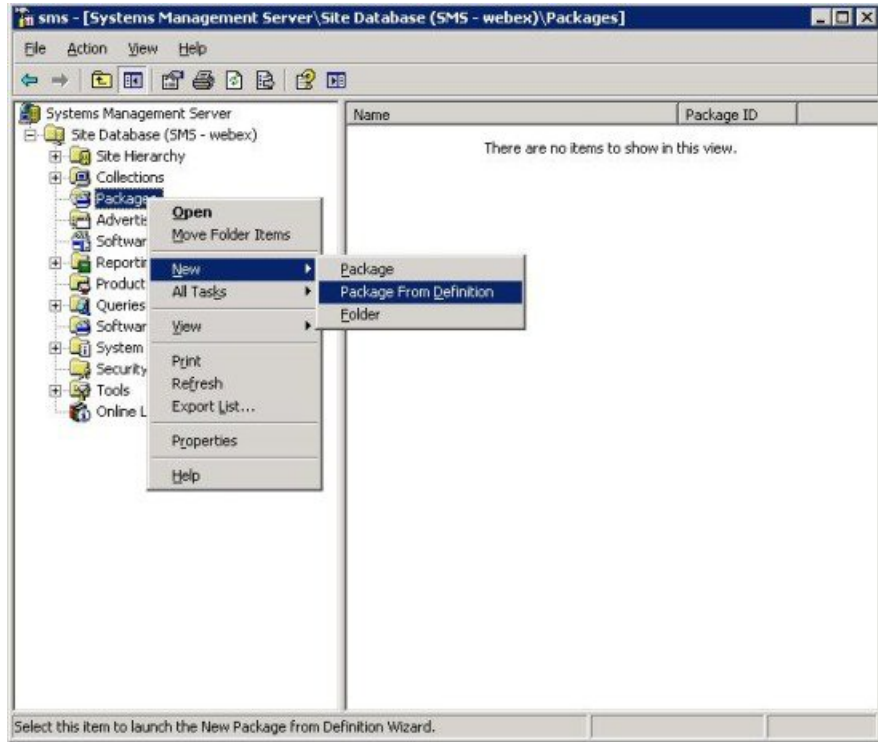 sms - [Systems Management Server\Site Database (SMS - webex)\Packages]
File Action View Help
Systems Management Server
Site Database (SMS - webex)
Site Hierarchy
Collections
Packages
Adverti
Softwar
Reportin
Product
Queries
Softwar
System
Security
Tools
Online L
Open
Move Folder Items
New
All Tasks
View
Print
Refresh
Export List...
Properties
Help
Package
Package From Definition
Folder
Name Package ID
There are no items to show in this view.
Select this item to launch the New Package from Definition Wizard.